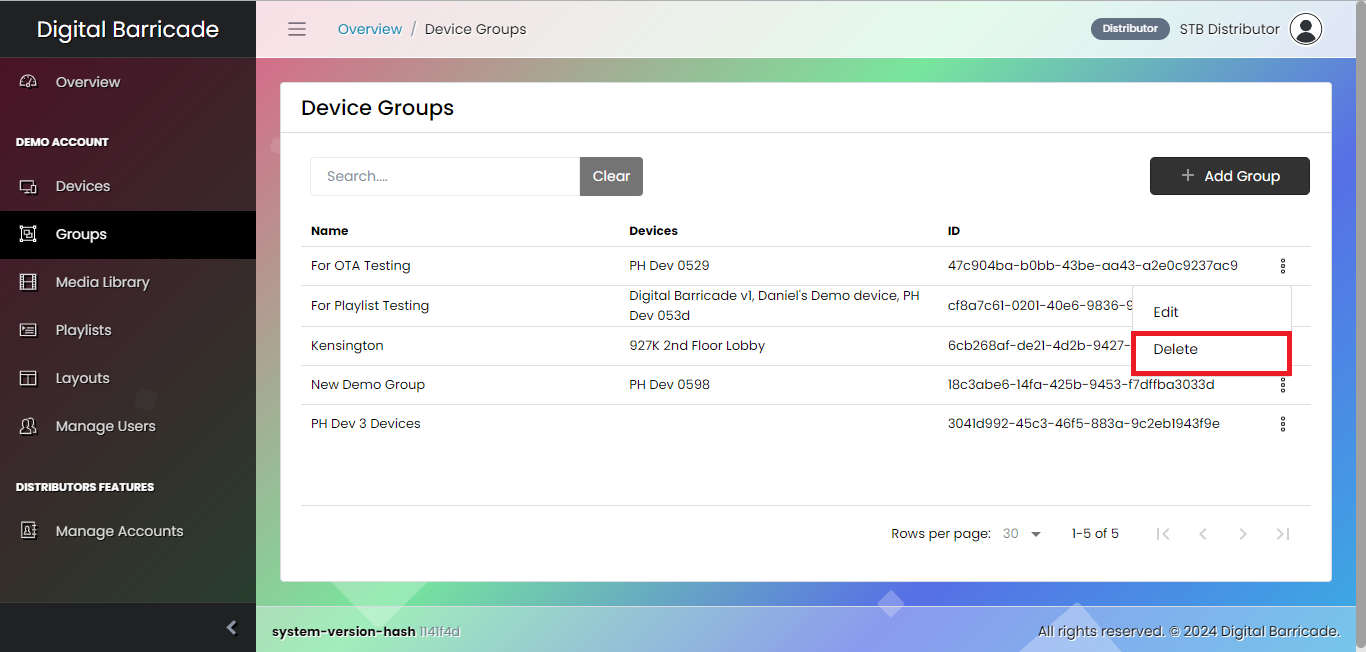 Digital Barricade
Overview / Device Groups
Distributor STB Distributor
Overview
DEMO ACCOUNT
Devices
Groups
Media Library
Playlists
Layouts
Manage Users
DISTRIBUTORS FEATURES
Manage Accounts
Device Groups
Search.... Clear
Add Group
Name Devices ID
For OTA Testing PH Dev 0529 47c904ba-b0bb-43be-aa43-a2e0c9237ac9
For Playlist Testing Digital Barricade v1, Daniel's Demo device, PH
Dev 053d cf8a7c61-0201-40e6-9836-9
Edit
Kensington 927K 2nd Floor Lobby 6cb268af-de21-4d2b-9427-
Delete
New Demo Group PH Dev 0598 18c3abe6-14fa-425b-9453-f7dffba3033d
PH Dev 3 Devices 3041d992-45c3-46f5-883a-9c2eb1943f9e
Rows per page: 30 1-5 of 5
system-version-hash 1141f4d
All rights reserved. © 2024 Digital Barricade.